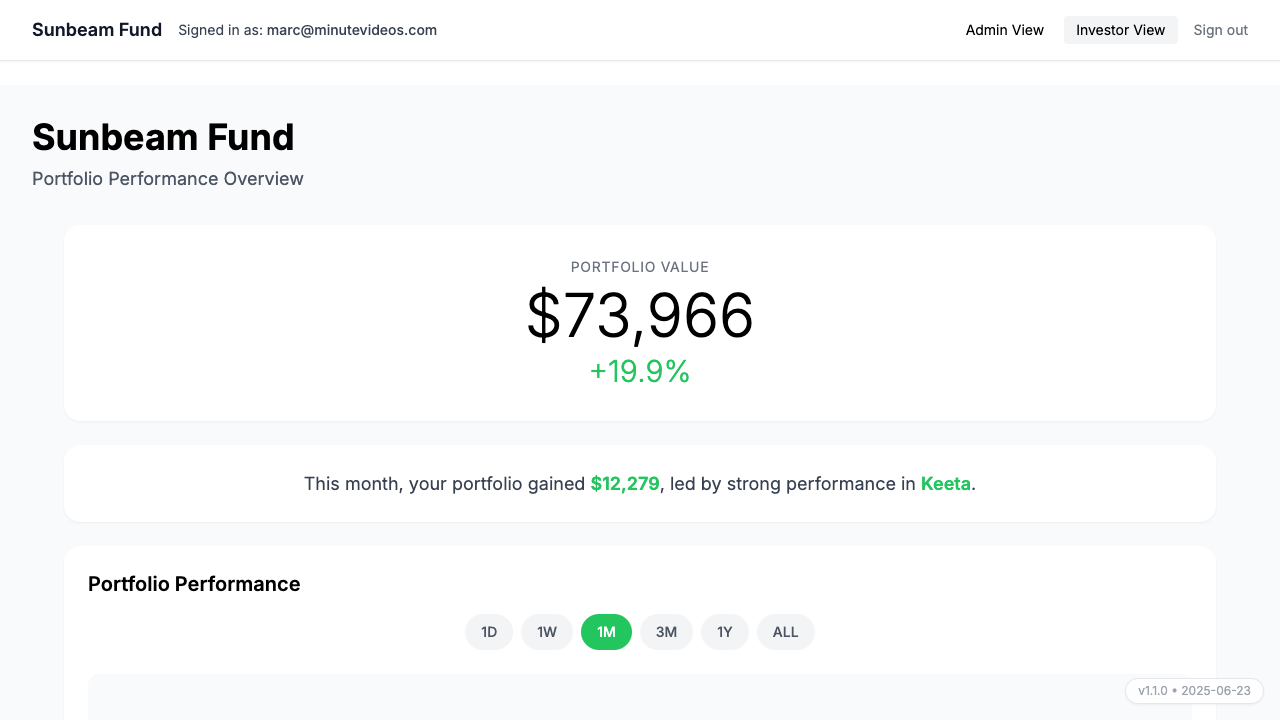 Sunbeam Fund Signed in as: marc@minutevideos.com Admin View Investor View Sign out
Sunbeam Fund
Portfolio Performance Overview
PORTFOLIO VALUE
$73,966
+19.9%
This month, your portfolio gained $12,279, led by strong performance in Keeta.
Portfolio Performance
1D 1W 1M 3M 1Y ALL
v1.1.0 • 2025-06-23